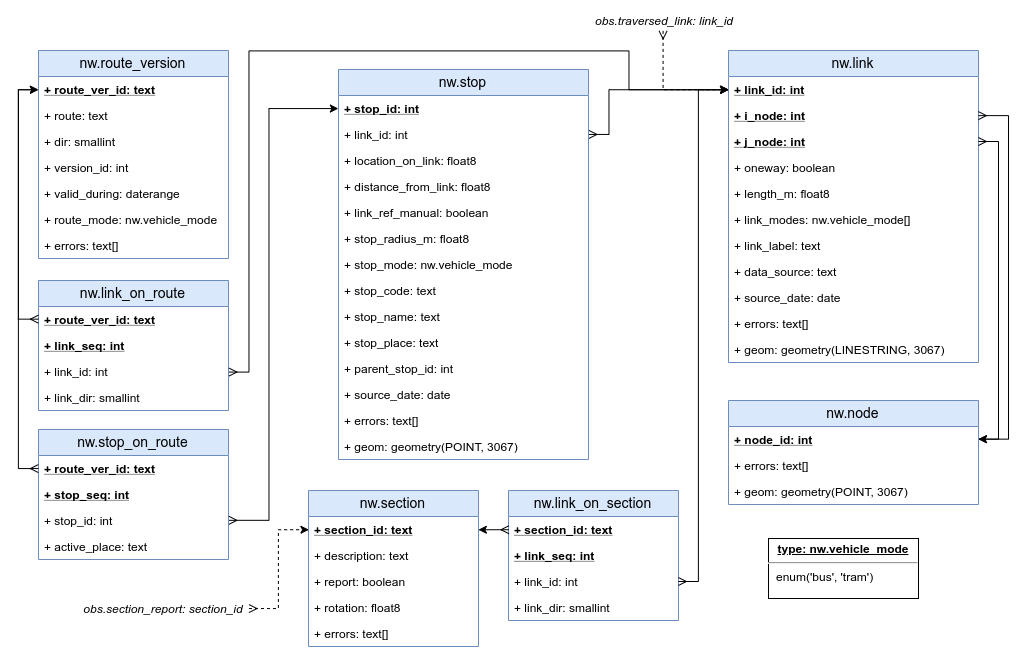 obs.traversed_link: link_id
nw.route_version
+ route_ver_id: text
+ route: text
+ dir: smallint
+ version_id: int
+ valid_during: daterange
+ route_mode: nw.vehicle_mode
+ errors: text[]
nw.link_on_route
+ route_ver_id: text
+ link_seq: int
+ link_id: int
+ link_dir: smallint
nw.stop_on_route
+ route_ver_id: text
+ stop_seq: int
+ stop_id: int
+ active_place: text
nw.stop
+ stop_id: int
+ link_id: int
+ location_on_link: float8
+ distance_from_link: float8
+ link_ref_manual: boolean
+ stop_radius_m: float8
+ stop_mode: nw.vehicle_mode
+ stop_code: text
+ stop_name: text
+ stop_place: text
+ parent_stop_id: int
+ source_date: date
+ errors: text[]
+ geom: geometry(POINT, 3067)
nw.link
+ link_id: int
+ i_node: int
+ j_node: int
+ oneway: boolean
+ length_m: float8
+ link_modes: nw.vehicle_mode[]
+ link_label: text
+ data_source: text
+ source_date: date
+ errors: text[]
+ geom: geometry(LINESTRING, 3067)
nw.node
+ node_id: int
+ errors: text[]
+ geom: geometry(POINT, 3067)
nw.section
+ section_id: text
+ description: text
+ report: boolean
+ rotation: float8
+ errors: text[]
nw.link_on_section
+ section_id: text
+ link_seq: int
+ link_id: int
+ link_dir: smallint
type: nw.vehicle_mode
enum('bus', 'tram')
obs.section_report: section_id